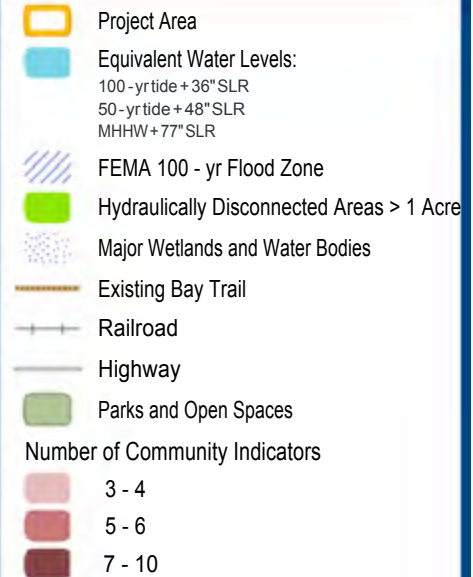 Project Area
Equivalent Water Levels:
100-yr tide + 36" SLR
50-yr tide + 48" SLR
MHHW + 77" SLR
FEMA 100 - yr Flood Zone
Hydraulically Disconnected Areas > 1 Acre
Major Wetlands and Water Bodies
Existing Bay Trail
Railroad
Highway
Parks and Open Spaces
Number of Community Indicators
3 - 4
5 - 6
7 - 10